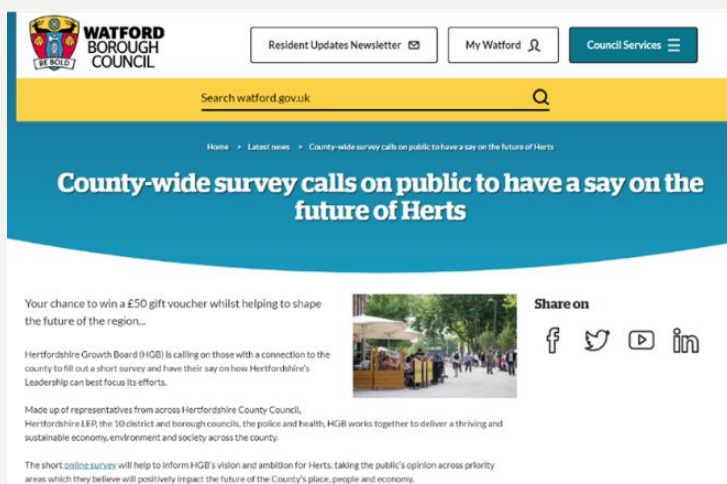 WATFORD
BOROUGH
COUNCIL
BE BOLD
Resident Updates Newsletter
My Watford
Council Services
Search watford.gov.uk
Home > Latest news > County-wide survey calls on public to have a say on the future of Herts
County-wide survey calls on public to have a say on the
future of Herts
Your chance to win a £50 gift voucher whilst helping to shape
the future of the region...
Share on
Hertfordshire Growth Board (HGB) is calling on those with a connection to the
county to fill out a short survey and have their say on how Hertfordshire's
Leadership can best focus its efforts.
Made up of representatives from across Hertfordshire County Council,
Hertfordshire LEP, the 10 district and borough councils, the police and health, HGB works together to deliver a thriving and
sustainable economy, environment and society across the county.
The short online survey will help to inform HGB's vision and ambition for Herts, taking the public's opinion across priority
areas which they believe will positively impact the future of the County's place, people and economy.